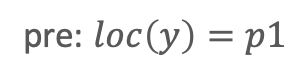 pre: loc(y) = p1